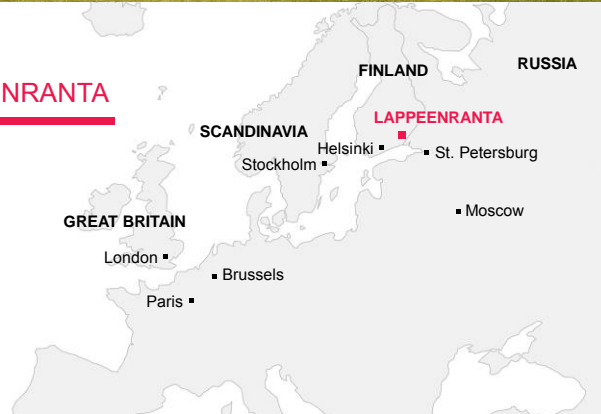 NRANTA
FINLAND
RUSSIA
LAPPEENRANTA
SCANDINAVIA
Helsinki
St. Petersburg
Stockholm
Moscow
GREAT BRITAIN
London
Brussels
Paris